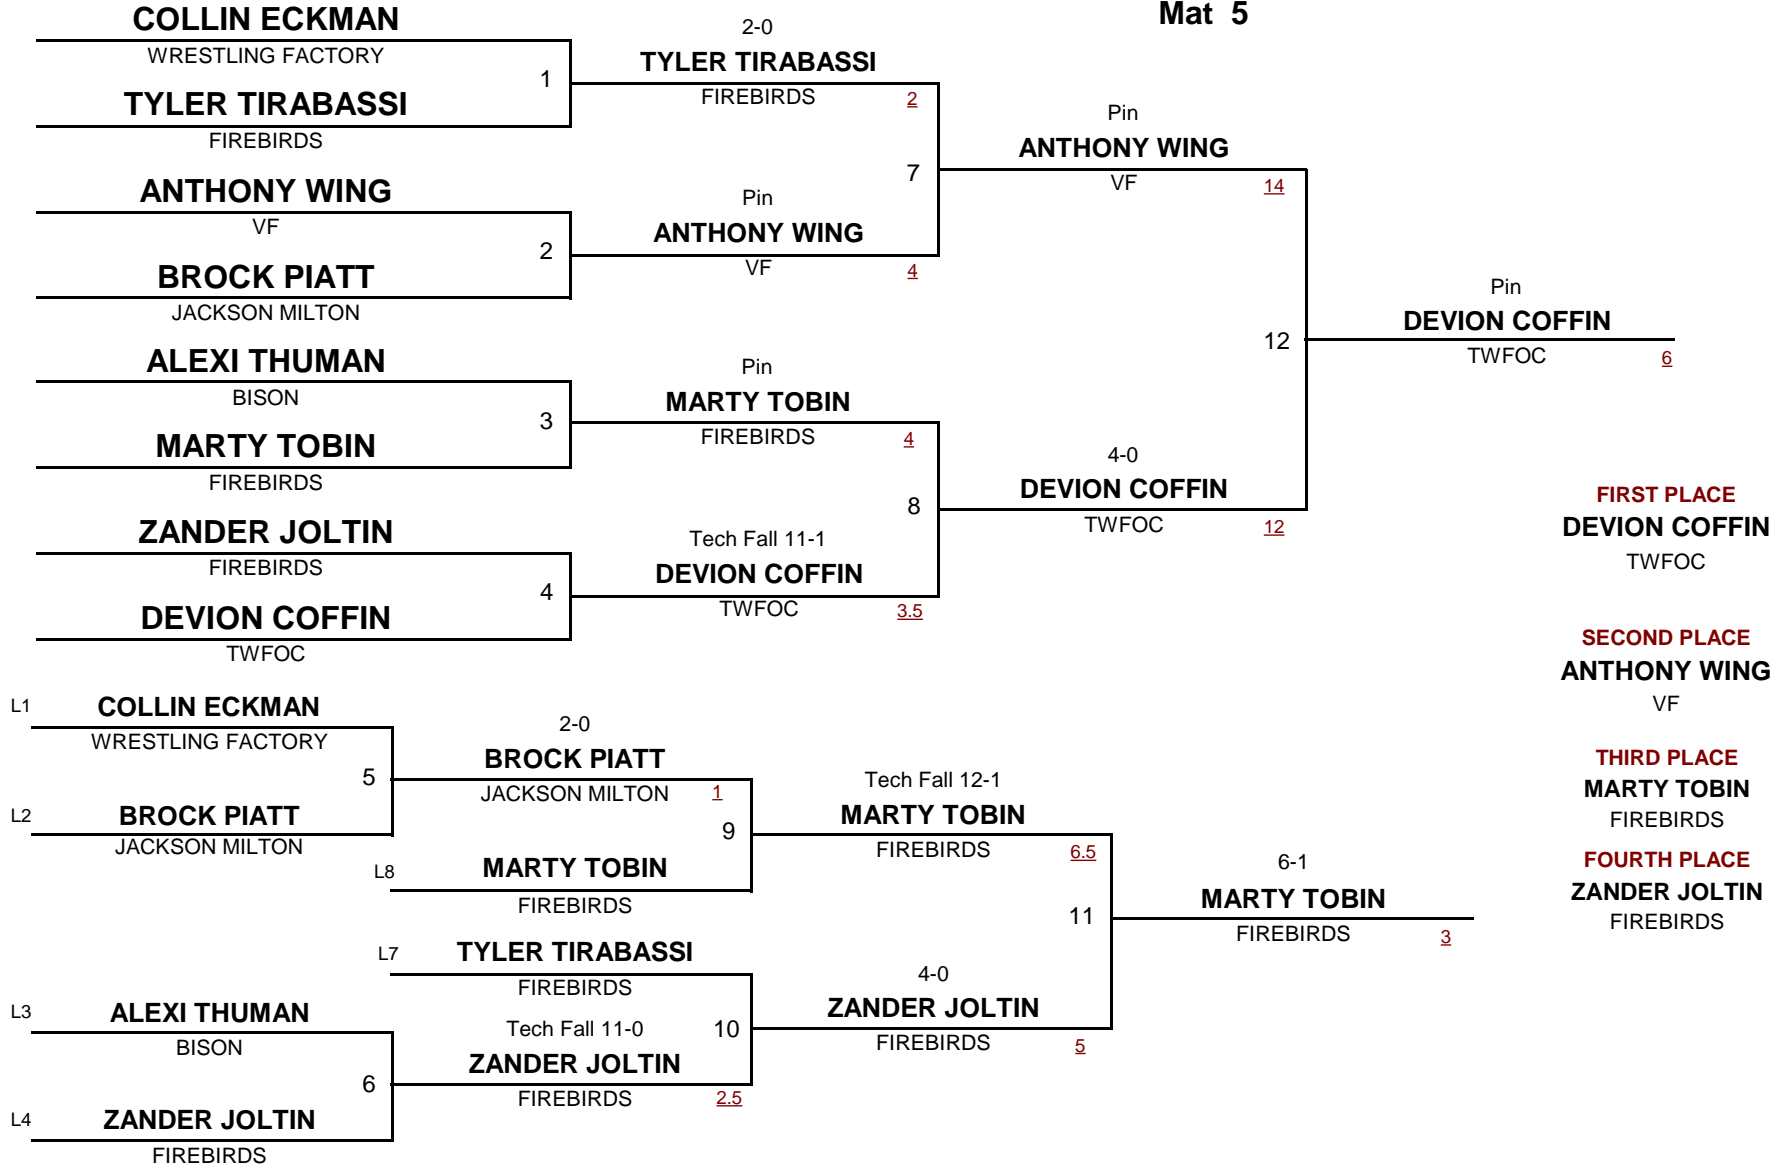 Mat 5
COLLIN ECKMAN
WRESTLING FACTORY
1
TYLER TIRABASSI
FIREBIRDS
2-0
TYLER TIRABASSI
FIREBIRDS
2
ANTHONY WING
VF
2
BROCK PIATT
JACKSON MILTON
Pin
ANTHONY WING
VF
4
7
Pin
ANTHONY WING
VF
14
ALEXI THUMAN
BISON
3
MARTY TOBIN
FIREBIRDS
Pin
MARTY TOBIN
FIREBIRDS
4
ZANDER JOLTIN
FIREBIRDS
4
DEVION COFFIN
TWFOC
Tech Fall 11-1
DEVION COFFIN
TWFOC
3.5
8
4-0
DEVION COFFIN
TWFOC
12
12
Pin
DEVION COFFIN
TWFOC
6
FIRST PLACE
DEVION COFFIN
TWFOC
SECOND PLACE
ANTHONY WING
VF
THIRD PLACE
MARTY TOBIN
FIREBIRDS
FOURTH PLACE
ZANDER JOLTIN
FIREBIRDS
L1
COLLIN ECKMAN
WRESTLING FACTORY
5
L2
BROCK PIATT
JACKSON MILTON
2-0
BROCK PIATT
JACKSON MILTON
1
9
L8
MARTY TOBIN
FIREBIRDS
Tech Fall 12-1
MARTY TOBIN
FIREBIRDS
6.5
L7
TYLER TIRABASSI
FIREBIRDS
L3
ALEXI THUMAN
BISON
6
L4
ZANDER JOLTIN
FIREBIRDS
Tech Fall 11-0
ZANDER JOLTIN
FIREBIRDS
2.5
10
4-0
ZANDER JOLTIN
FIREBIRDS
5
11
6-1
MARTY TOBIN
FIREBIRDS
3